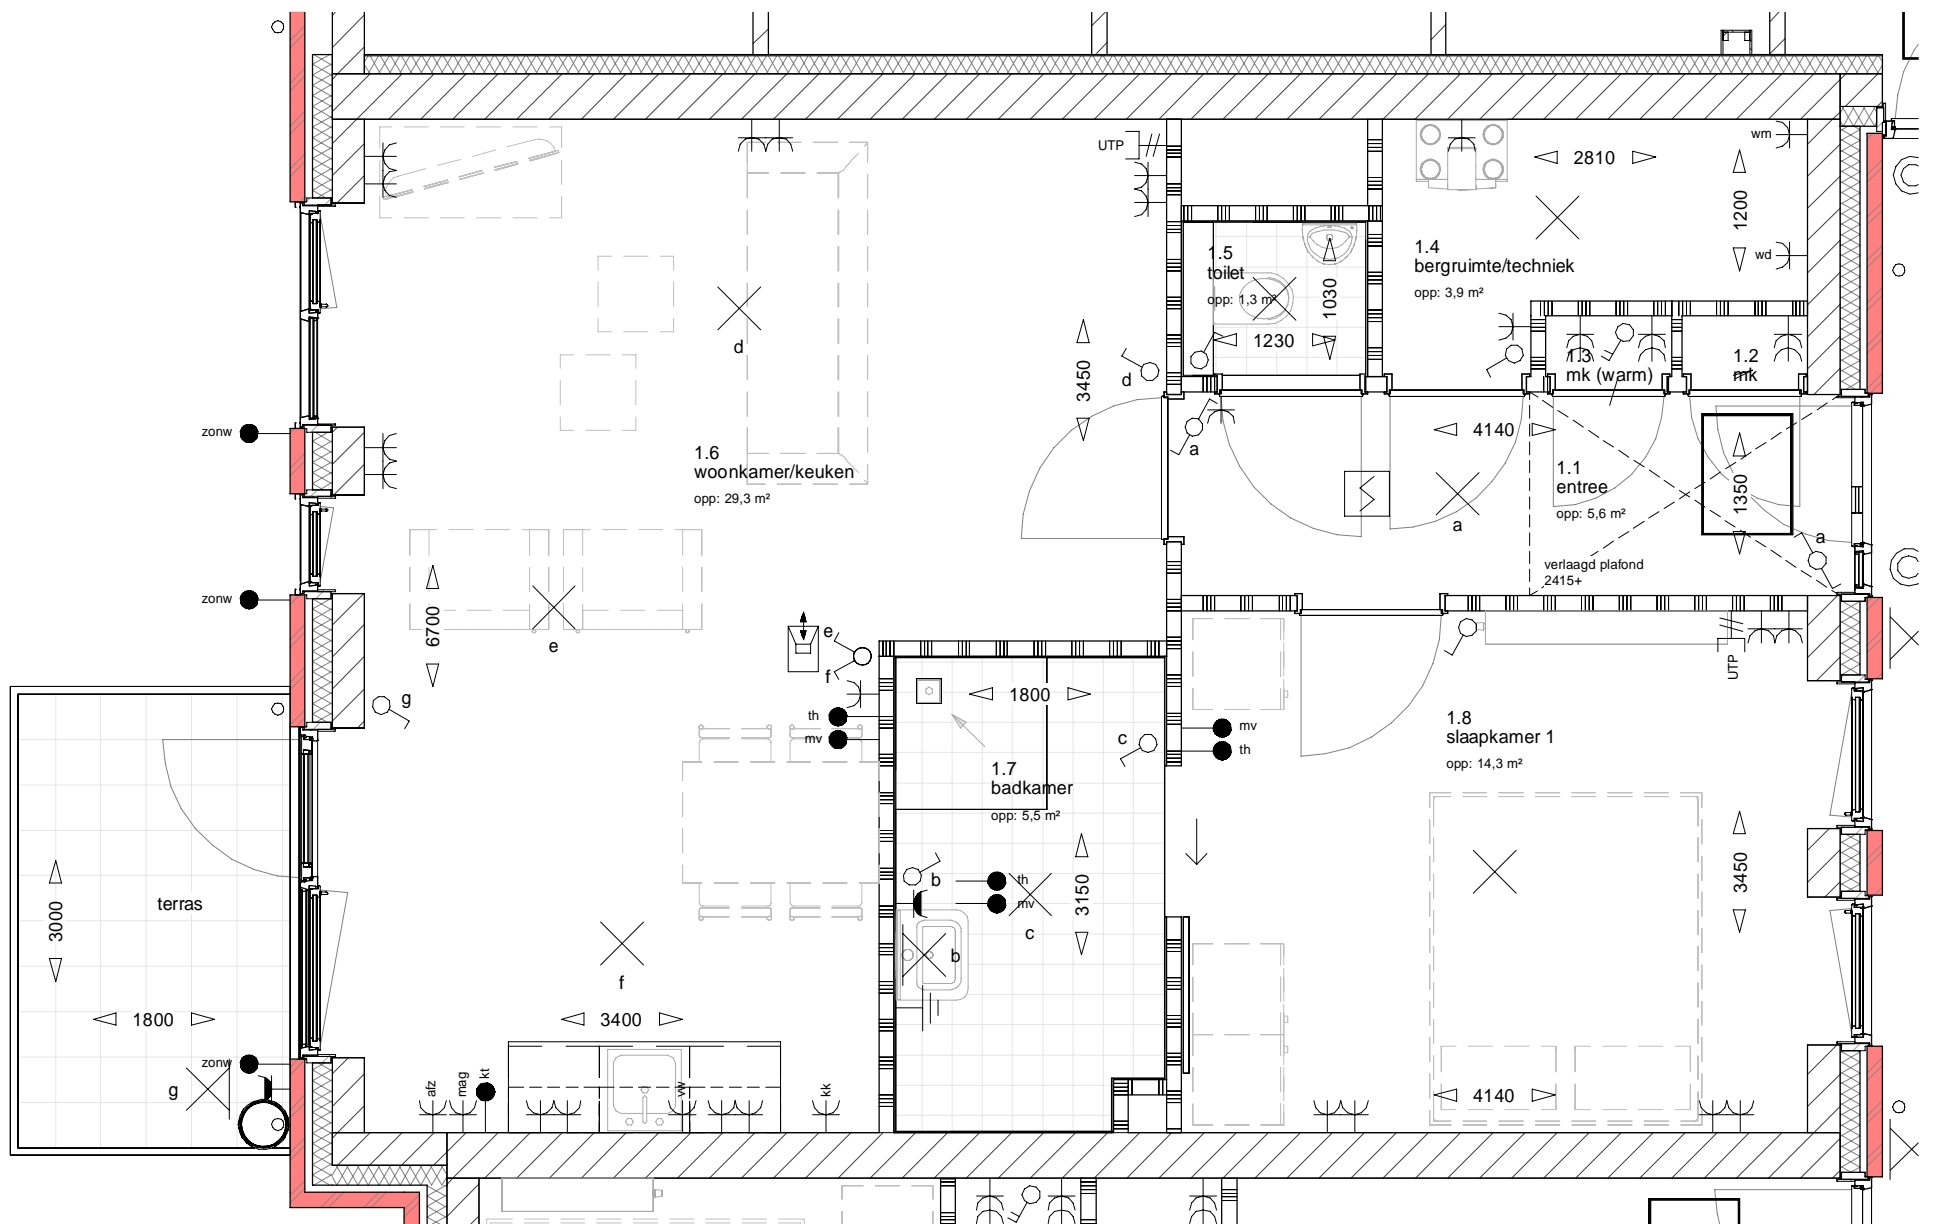 UTP
2810
wm
1200
wd
1.5
toilet
opp: 1,3 m²
1030
1230
1.4
bergruimte/techniek
opp: 3,9 m²
1.3
mk (warm)
1.2
mk
d
3450
d
zonw
1.6
woonkamer/keuken
opp: 29,3 m²
a
4140
a
1.1
entree
opp: 5,6 m²
1350
a
verlaagd plafond
2415+
zonw
6700
e
e
f
UTP
g
th
mv
1800
c
mv
th
1.8
slaapkamer 1
opp: 14,3 m²
1.7
badkamer
opp: 5,5 m²
b
th
mv
c
3150
3450
b
terras
3000
1800
f
3400
zonw
g
afz
mag
kt
vw
kk
4140